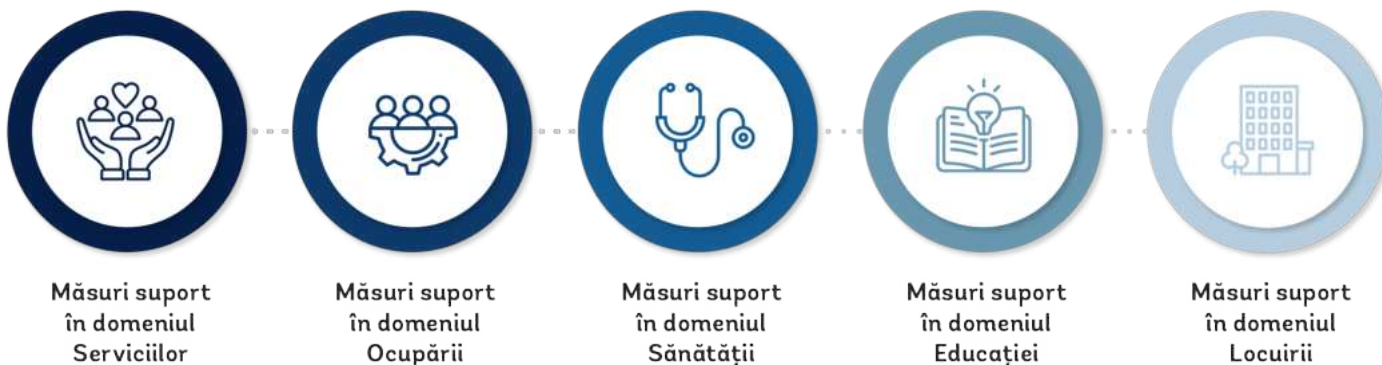 Măsuri suport
în domeniul
Serviciilor
Măsuri suport
în domeniul
Ocupării
Măsuri suport
în domeniul
Sănătății
Măsuri suport
în domeniul
Educației
Măsuri suport
în domeniul
Locuirii